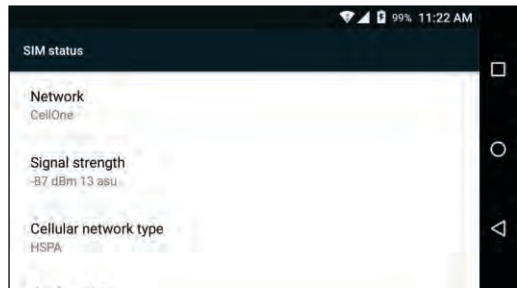 99% 11:22 AM
SIM status
Network
CellOne
Signal strength
-87 dBm 13 asu
Cellular network type
HSPA